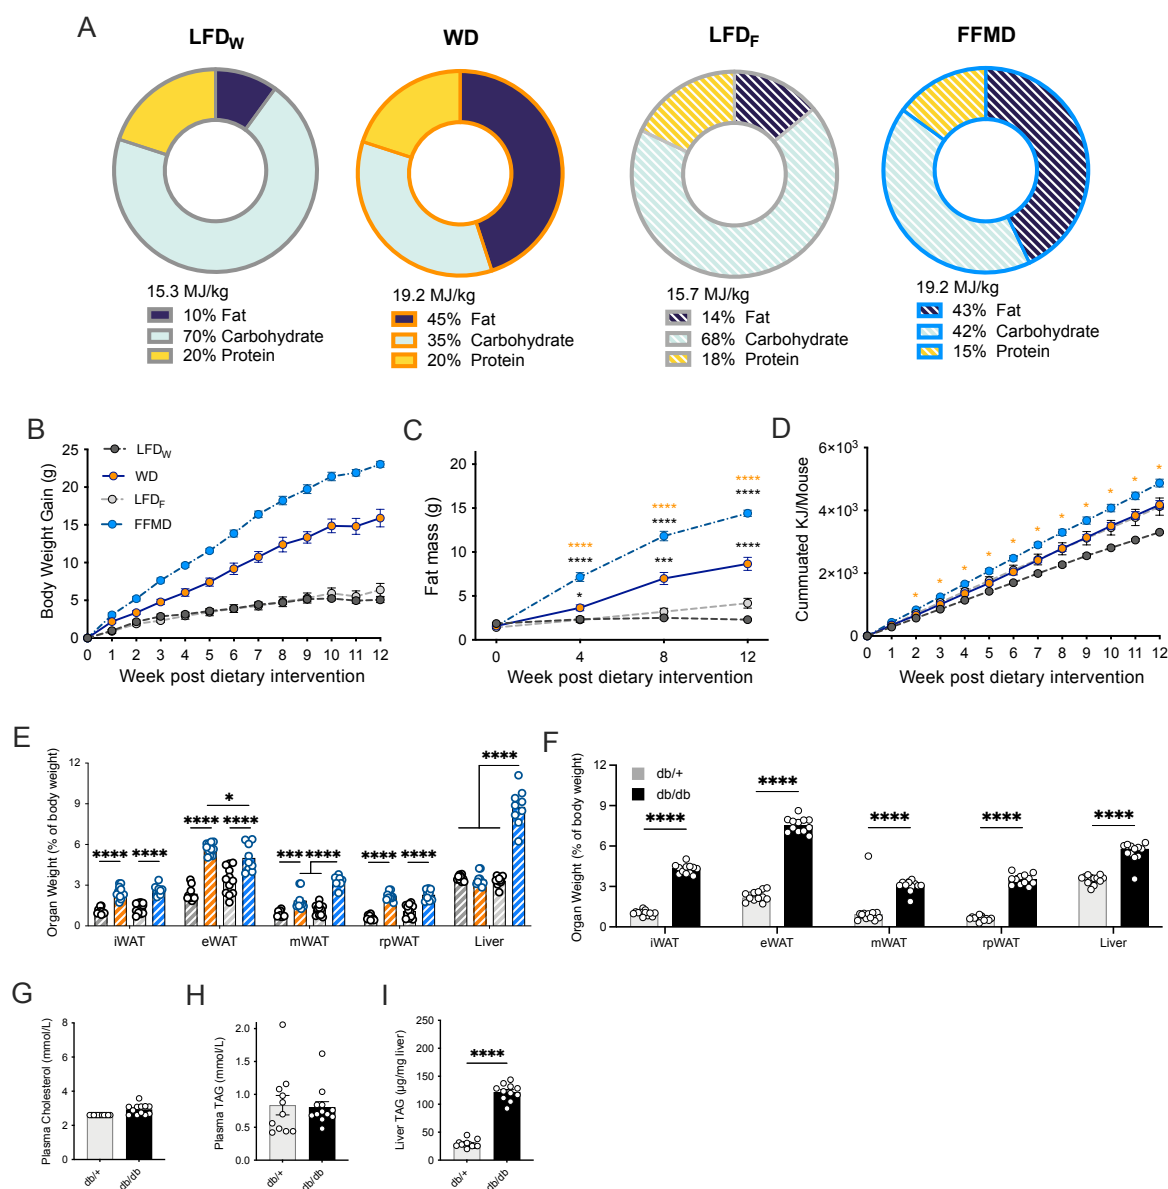 A
LFDW
WD
LFDF
FFMD
15.3 MJ/kg
10% Fat
70% Carbohydrate
20% Protein
19.2 MJ/kg
45% Fat
35% Carbohydrate
20% Protein
15.7 MJ/kg
14% Fat
68% Carbohydrate
18% Protein
19.2 MJ/kg
43% Fat
42% Carbohydrate
15% Protein
B
Body Weight Gain (g)
25
20
15
10
5
0
LFDW
WD
LFDF
FFMD
0 1 2 3 4 5 6 7 8 9 10 11 12
Week post dietary intervention
C
Fat mass (g)
20
15
10
5
0
****
****
*
****
****
***
****
****
****
0 4 8 12
Week post dietary intervention
D
Cummuated KJ/Mouse
6×10³
4×10³
2×10³
0
* * * * * * * * * * *
0 1 2 3 4 5 6 7 8 9 10 11 12
Week post dietary intervention
E
Organ Weight (% of body weight)
12
9
6
3
0
**** **** **** * **** *** **** **** **** ****
iWAT eWAT mWAT rpWAT Liver
F
Organ Weight (% of body weight)
12
9
6
3
0
db/+
db/db
**** **** **** **** ****
iWAT eWAT mWAT rpWAT Liver
G
Plasma Cholesterol (mmol/L)
8
6
4
2
0
db/+ db/db
H
Plasma TAG (mmol/L)
2.0
1.5
1.0
0.5
0.0
db/+ db/db
I
Liver TAG (µg/mg liver)
250
200
150
100
50
0
****
db/+ db/db